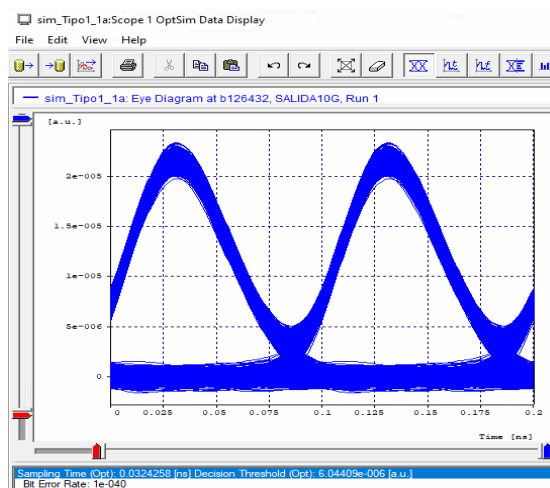 sim_Tipo1_1a:Scope 1 OptSim Data Display
File Edit View Help
sim_Tipo1_1a: Eye Diagram at b126432, SALIDA10G, Run 1
[a.u.]
2e-005
1.5e-005
1e-005
5e-006
0
0 0.025 0.05 0.075 0.1 0.125 0.15 0.175 0.2
Time [ns]
Sampling Time (Opt): 0.0324258 [ns] Decision Threshold (Opt): 6.04409e-006 [a.u.]
Bit Error Rate: 1e-040